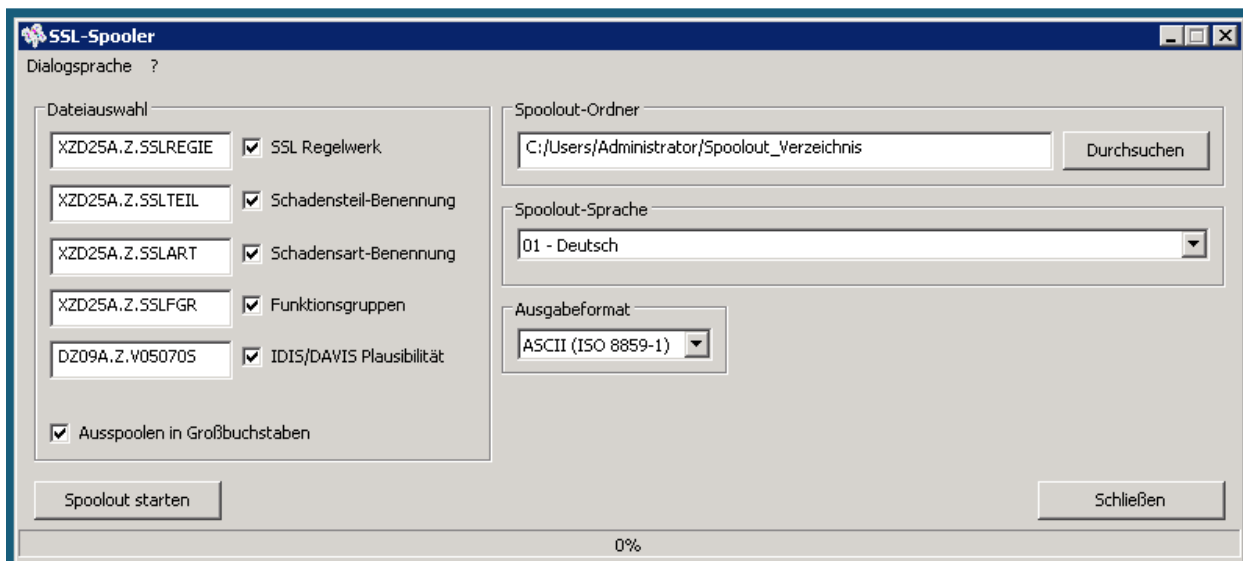 SSL-Spooler
Dialogsprache ?
Dateiauswahl
XZD25A.Z.SSLREGIE SSL Regelwerk
XZD25A.Z.SSLTEIL Schadensteil-Benennung
XZD25A.Z.SSLART Schadensart-Benennung
XZD25A.Z.SSLFGR Funktionsgruppen
DZ09A.Z.V05070S IDIS/DAVIS Plausibilität
Ausspoolen in Großbuchstaben
Spoolout-Ordner
C:/Users/Administrator/Spoolout_Verzeichnis Durchsuchen
Spoolout-Sprache
01 - Deutsch
Ausgabeformat
ASCII (ISO 8859-1)
Spoolout starten Schließen
0%